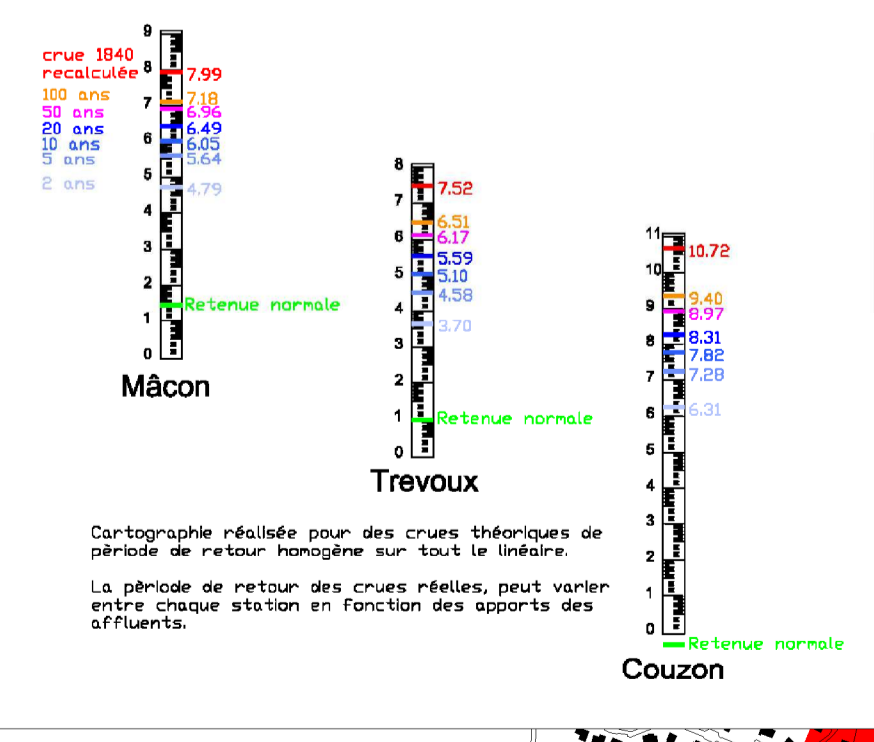 9
crue 1840
recalculée
8
7.99
100 ans
7
7.18
50 ans
6.96
20 ans
6.49
10 ans
6
6.05
5 ans
5.64
5
2 ans
4.79
4
3
2
Retenue normale
1
0
Mâcon
8
7.52
7
6.51
6
6.17
5.59
5
5.10
4.58
4
3.70
3
2
1
Retenue normale
0
Trevoux
11
10.72
10
9.40
9
8.97
8.31
8
7.82
7
7.28
6.31
6
5
4
3
2
1
0
Retenue normale
Couzon
Cartographie réalisée pour des crues théoriques de
pèriode de retour homogène sur tout le linéaire.
La pèriode de retour des crues réelles, peut varier
entre chaque station en fonction des apports des
affluents.